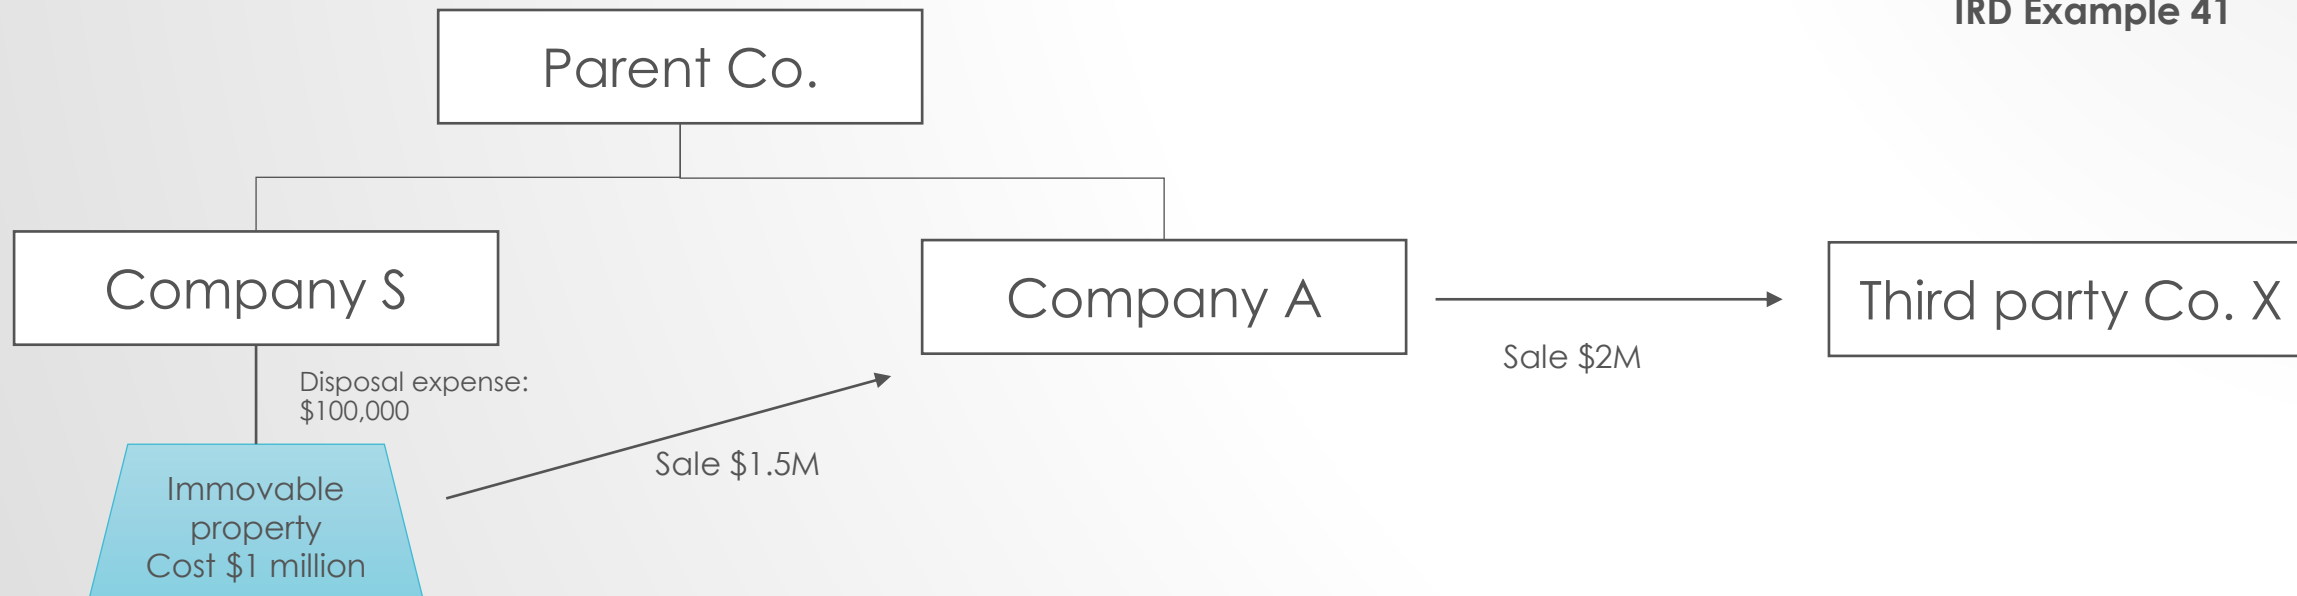 IRD Example 41
Parent Co.
Company S
Company A
Third party Co. X
Sale $2M
Disposal expense:
$100,000
Sale $1.5M
Immovable
property
Cost $1 million